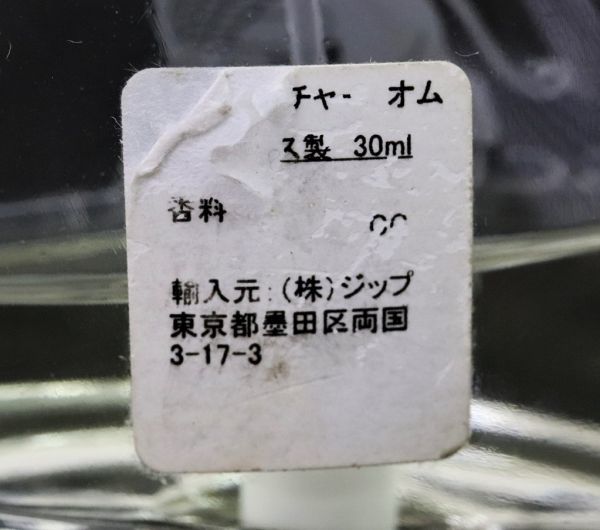 チャー オム
ス製 30ml
香料
輸入元:(株)ジップ
東京都墨田区両国
3-17-3